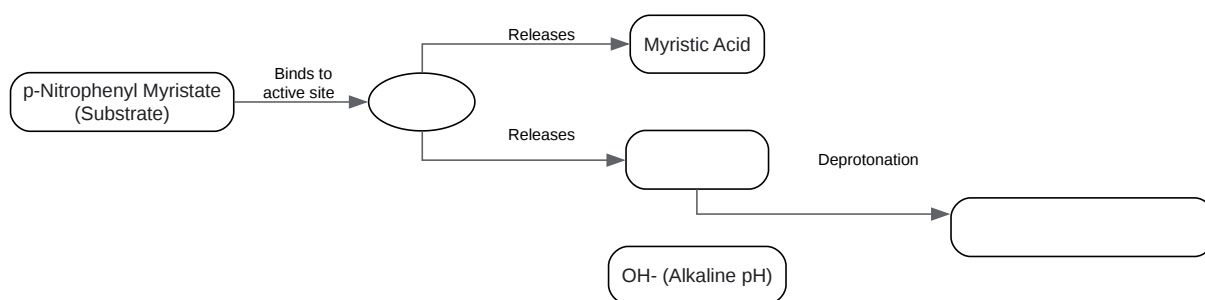 Releases
Myristic Acid
p-Nitrophenyl Myristate
(Substrate)
Binds to
active site
Releases
Deprotonation
OH- (Alkaline pH)